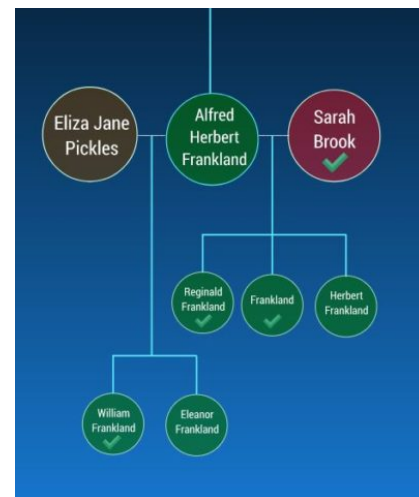 Eliza Jane
Pickles
Alfred
Herbert
Frankland
Sarah
Brook
Reginald
Frankland
Frankland
Herbert
Frankland
William
Frankland
Eleanor
Frankland